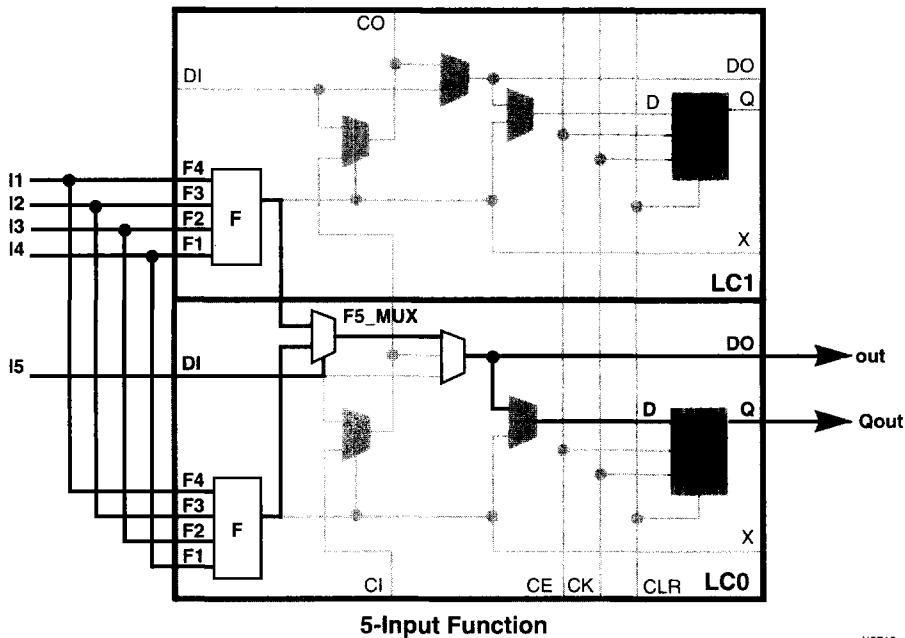 CO
DI
DO
D
Q
I1
I2
I3
I4
F4
F3
F2
F1
F
X
LC1
F5_MUX
DO
out
I5
DI
D
Q
Qout
F4
F3
F2
F1
F
X
CI
CE
CK
CLR
LC0
5-Input Function